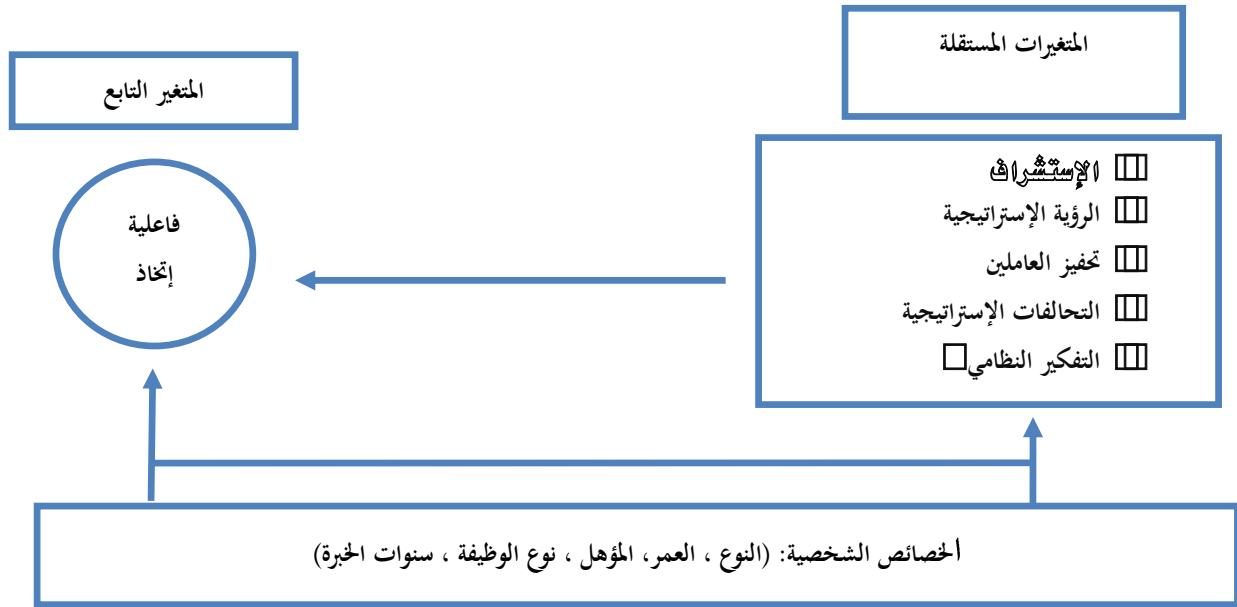 المتغيرات المستقلة
المتغير التابع
الإستشراف
الرؤية الإستراتيجية
تحفيز العاملين
التحالفات الإستراتيجية
التفكير النظامي
فاعلية
إتخاذ
الخصائص الشخصية: (النوع ، العمر، المؤهل ، نوع الوظيفة ، سنوات الخبرة)